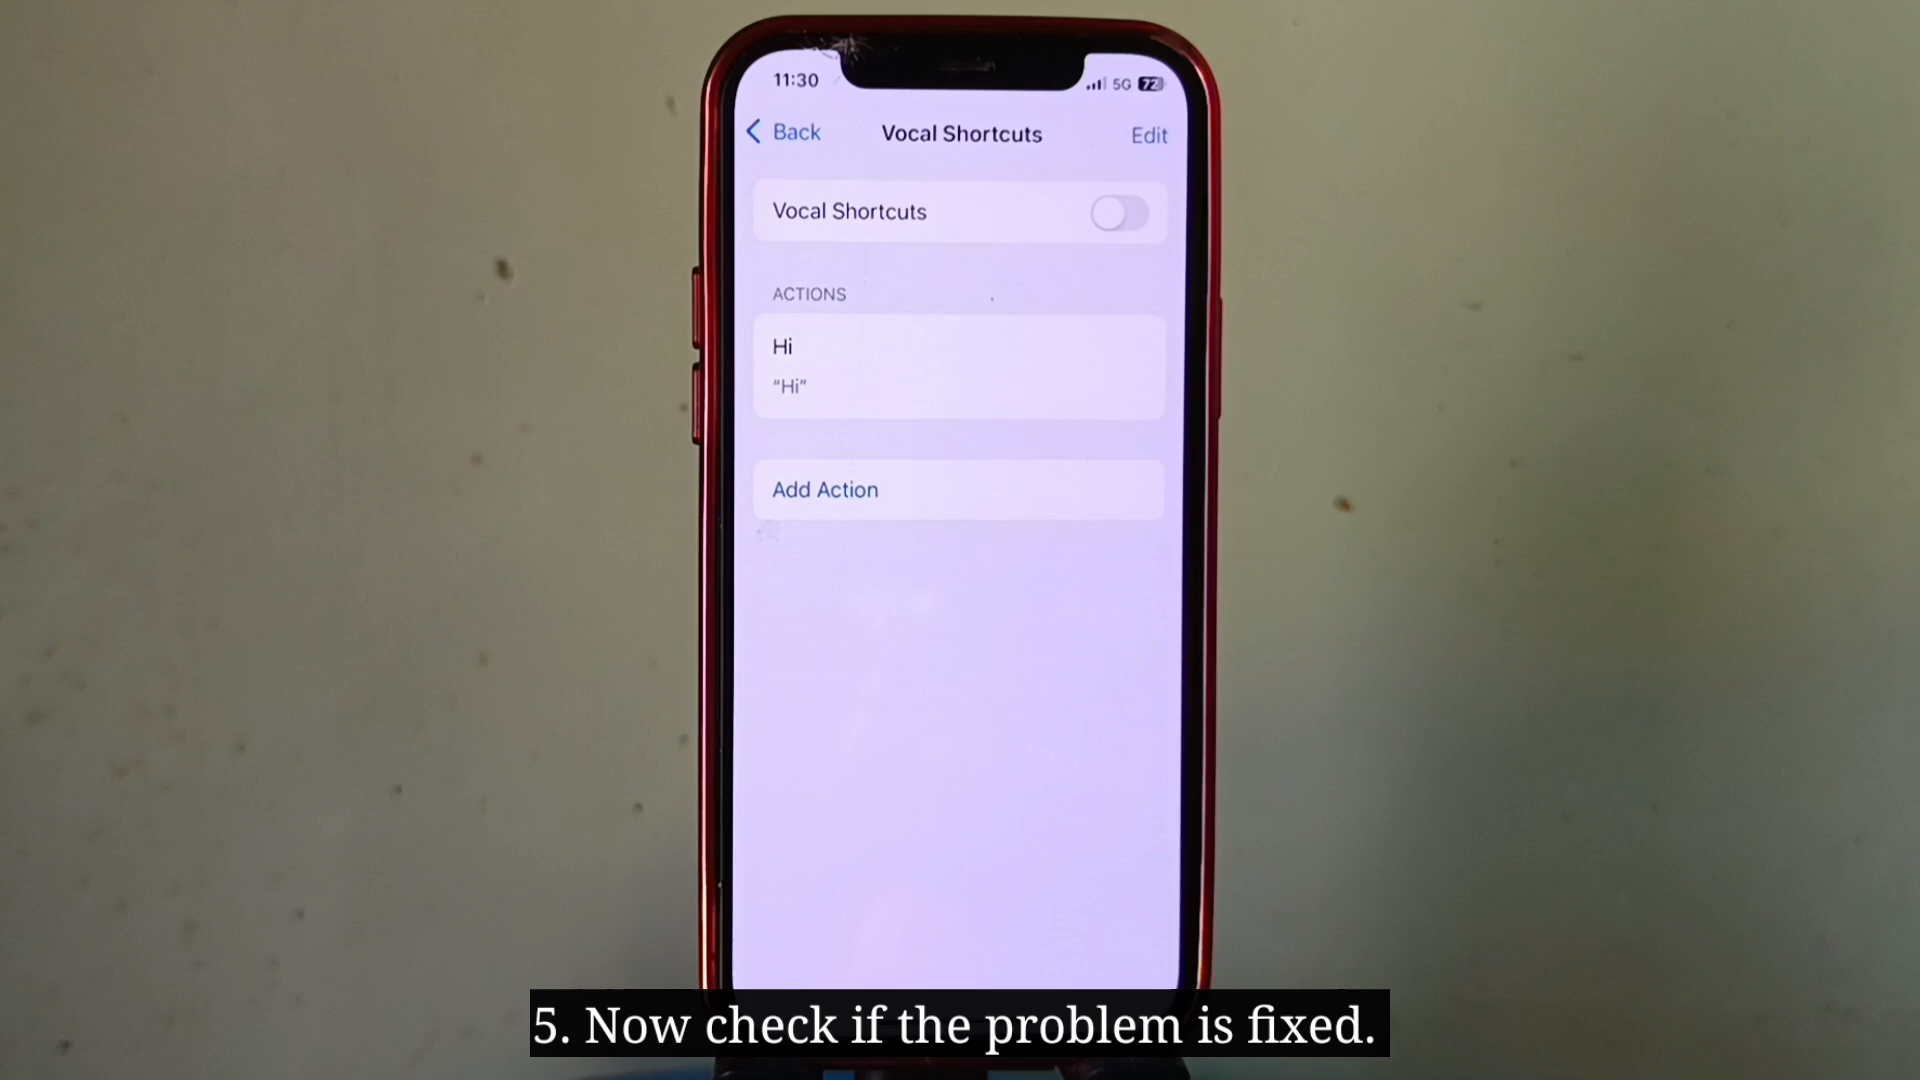 11:30
5G 72
Back
Vocal Shortcuts
Edit
Vocal Shortcuts
ACTIONS
Hi
“Hi”
Add Action
5. Now check if the problem is fixed.